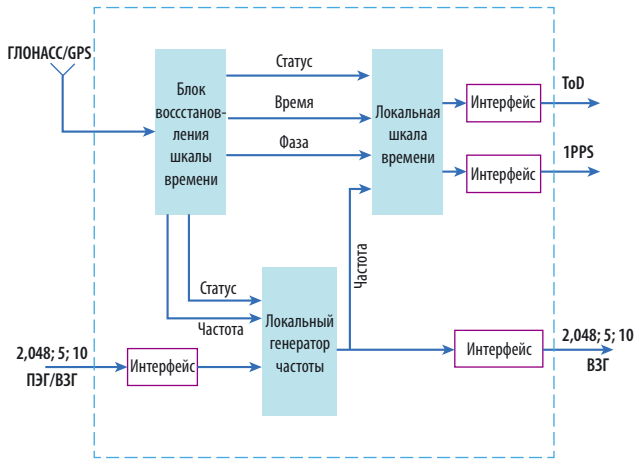 ГЛОНАСС/GPS
Блок
воссстанов-
ления
шкалы
времени
Статус
Время
Фаза
Локальная
шкала
времени
Интерфейс
ToD
Интерфейс
1PPS
Статус
Частота
Частота
Локальный
генератор
частоты
2,048; 5; 10
ПЭГ/ВЗГ
Интерфейс
Интерфейс
2,048; 5; 10
ВЗГ